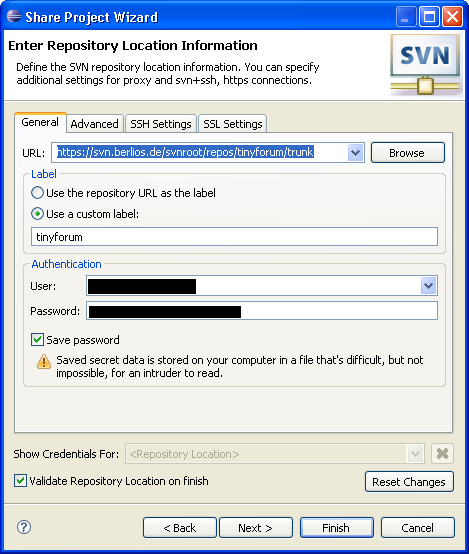 Share Project Wizard
Enter Repository Location Information
Define the SVN repository location information. You can specify
additional settings for proxy and svn+ssh, https connections.
SVN
General Advanced SSH Settings SSL Settings
URL: https://svn.berlios.de/svnroot/repos/tinyforum/trunk Browse
Label
Use the repository URL as the label
Use a custom label:
tinyforum
Authentication
User:
Password:
Save password
Saved secret data is stored on your computer in a file that's difficult, but not
impossible, for an intruder to read.
Show Credentials For: <Repository Location>
Validate Repository Location on finish Reset Changes
? < Back Next > Finish Cancel